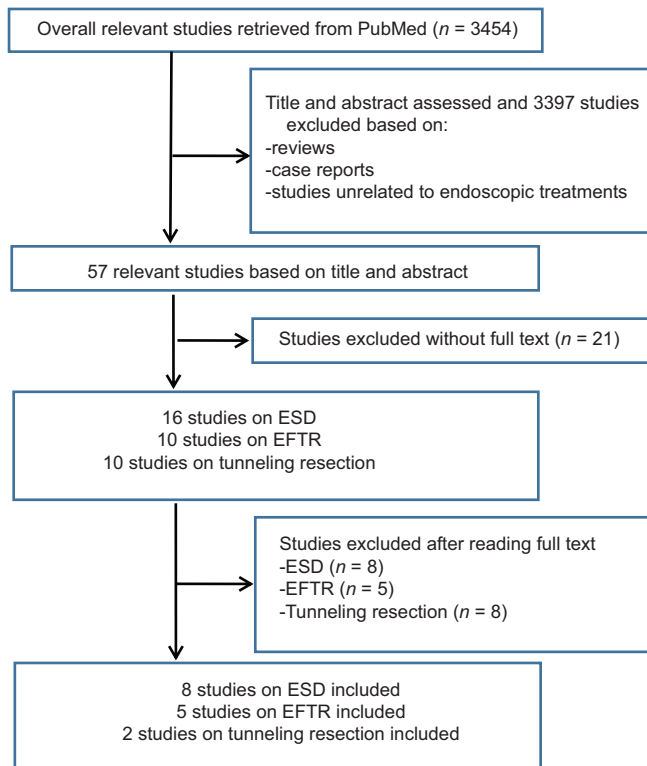 Overall relevant studies retrieved from PubMed (n = 3454)
Title and abstract assessed and 3397 studies
excluded based on:
-reviews
-case reports
-studies unrelated to endoscopic treatments
57 relevant studies based on title and abstract
Studies excluded without full text (n = 21)
16 studies on ESD
10 studies on EFTR
10 studies on tunneling resection
Studies excluded after reading full text
-ESD (n = 8)
-EFTR (n = 5)
-Tunneling resection (n = 8)
8 studies on ESD included
5 studies on EFTR included
2 studies on tunneling resection included